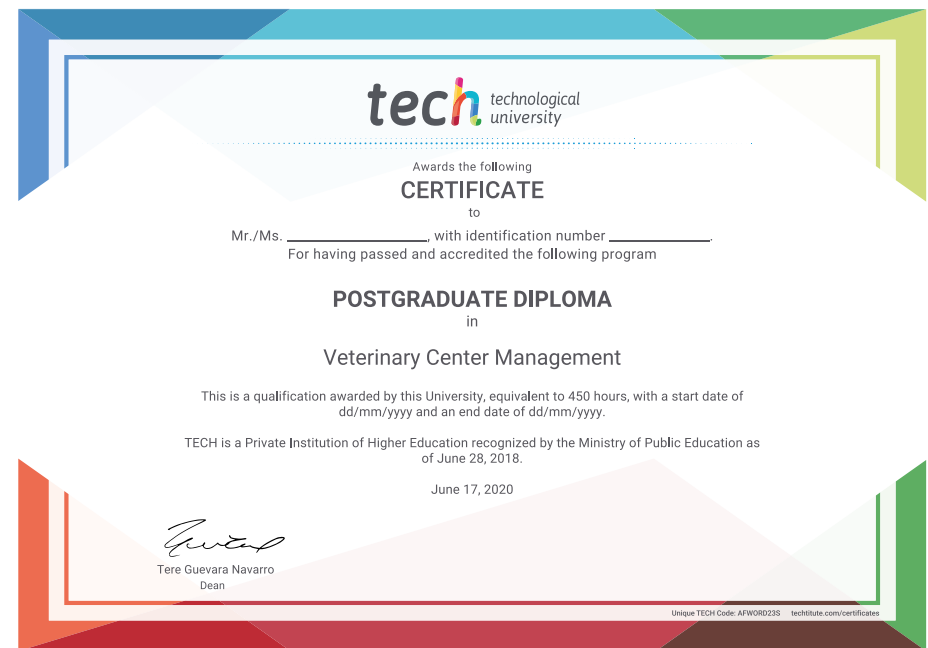 tech technological
university
Awards the following
CERTIFICATE
to
Mr./Ms. ____________________, with identification number ______________.
For having passed and accredited the following program
POSTGRADUATE DIPLOMA
in
Veterinary Center Management
This is a qualification awarded by this University, equivalent to 450 hours, with a start date of
dd/mm/yyyy and an end date of dd/mm/yyyy.
TECH is a Private Institution of Higher Education recognized by the Ministry of Public Education as
of June 28, 2018.
June 17, 2020
Tere Guevara Navarro
Dean
Unique TECH Code: AFWORD23S techtitute.com/certificates